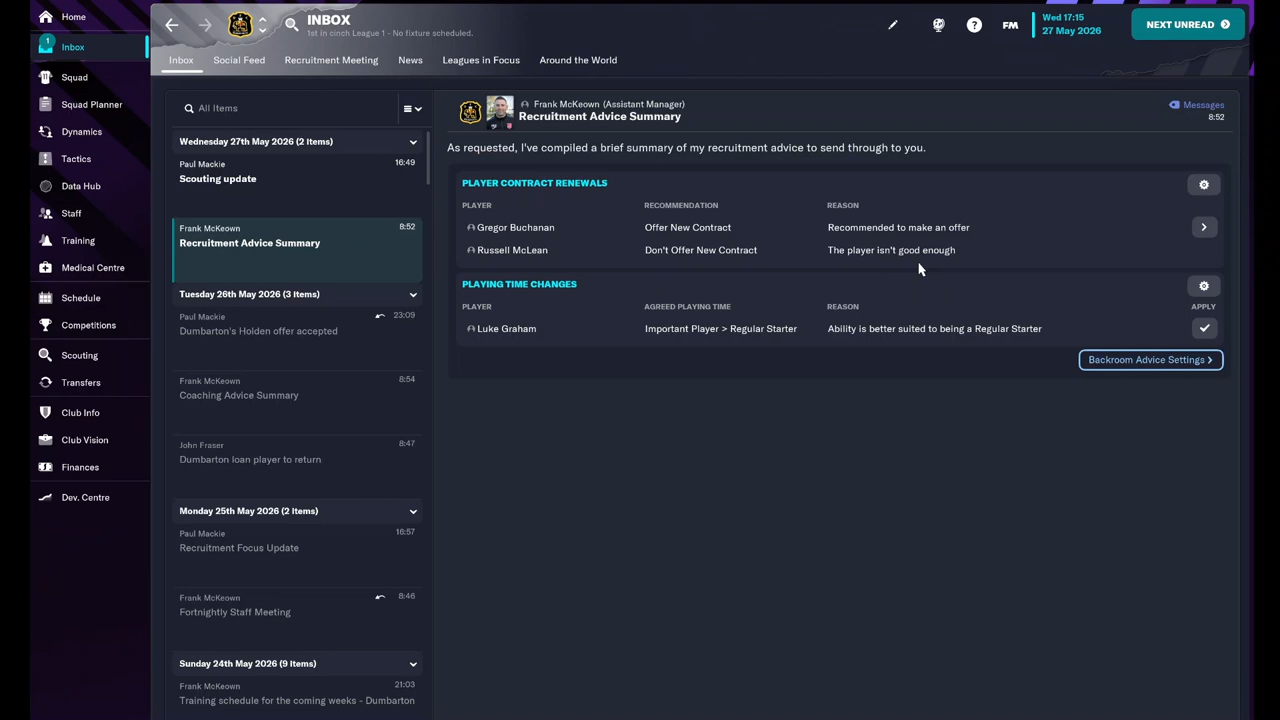 Home
1
Inbox
Squad
Squad Planner
Dynamics
Tactics
Data Hub
Staff
Training
Medical Centre
Schedule
Competitions
Scouting
Transfers
Club Info
Club Vision
Finances
Dev. Centre
INBOX
1st in cinch League 1 - No fixture scheduled.
FM
Wed 17:15
27 May 2026
NEXT UNREAD
Inbox
Social Feed
Recruitment Meeting
News
Leagues in Focus
Around the World
All Items
Wednesday 27th May 2026 (2 Items)
Paul Mackie 16:49
Scouting update
Frank McKeown 8:52
Recruitment Advice Summary
Tuesday 26th May 2026 (3 Items)
Paul Mackie 23:09
Dumbarton's Holden offer accepted
Frank McKeown 8:54
Coaching Advice Summary
John Fraser 8:47
Dumbarton loan player to return
Monday 25th May 2026 (2 Items)
Paul Mackie 16:57
Recruitment Focus Update
Frank McKeown 8:46
Fortnightly Staff Meeting
Sunday 24th May 2026 (9 Items)
Frank McKeown 21:03
Training schedule for the coming weeks - Dumbarton
Frank McKeown (Assistant Manager)
Recruitment Advice Summary
Messages
8:52
As requested, I've compiled a brief summary of my recruitment advice to send through to you.
PLAYER CONTRACT RENEWALS
PLAYER RECOMMENDATION REASON
Gregor Buchanan Offer New Contract Recommended to make an offer
Russell McLean Don't Offer New Contract The player isn't good enough
PLAYING TIME CHANGES
PLAYER AGREED PLAYING TIME REASON APPLY
Luke Graham Important Player > Regular Starter Ability is better suited to being a Regular Starter
Backroom Advice Settings >